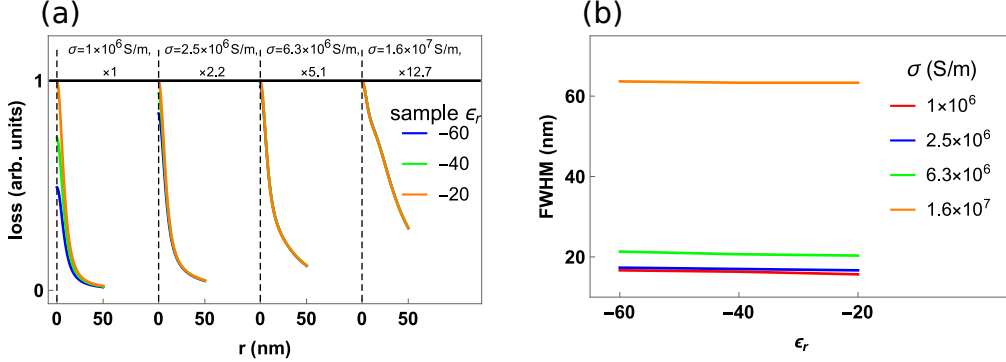 (a)
σ=1×10⁶S/m, σ=2.5×10⁶S/m, σ=6.3×10⁶S/m, σ=1.6×10⁷S/m,
×1 ×2.2 ×5.1 ×12.7
1
sample ϵr
−60
−40
−20
loss (arb. units)
0
0 50 0 50 0 50 0 50
r (nm)
(b)
σ (S/m)
1×10⁶
2.5×10⁶
6.3×10⁶
1.6×10⁷
FWHM (nm)
60
40
20
−60 −40 −20
ϵr